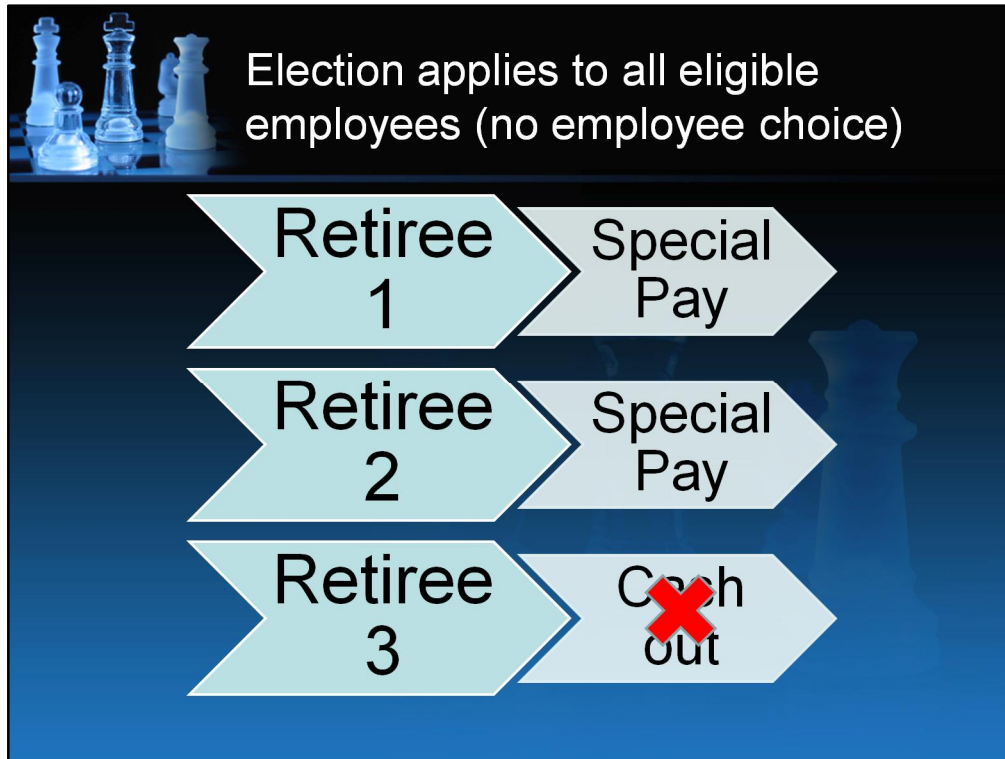 Election applies to all eligible
employees (no employee choice)
Retiree
1
Special
Pay
Retiree
2
Special
Pay
Retiree
3
Cash
out